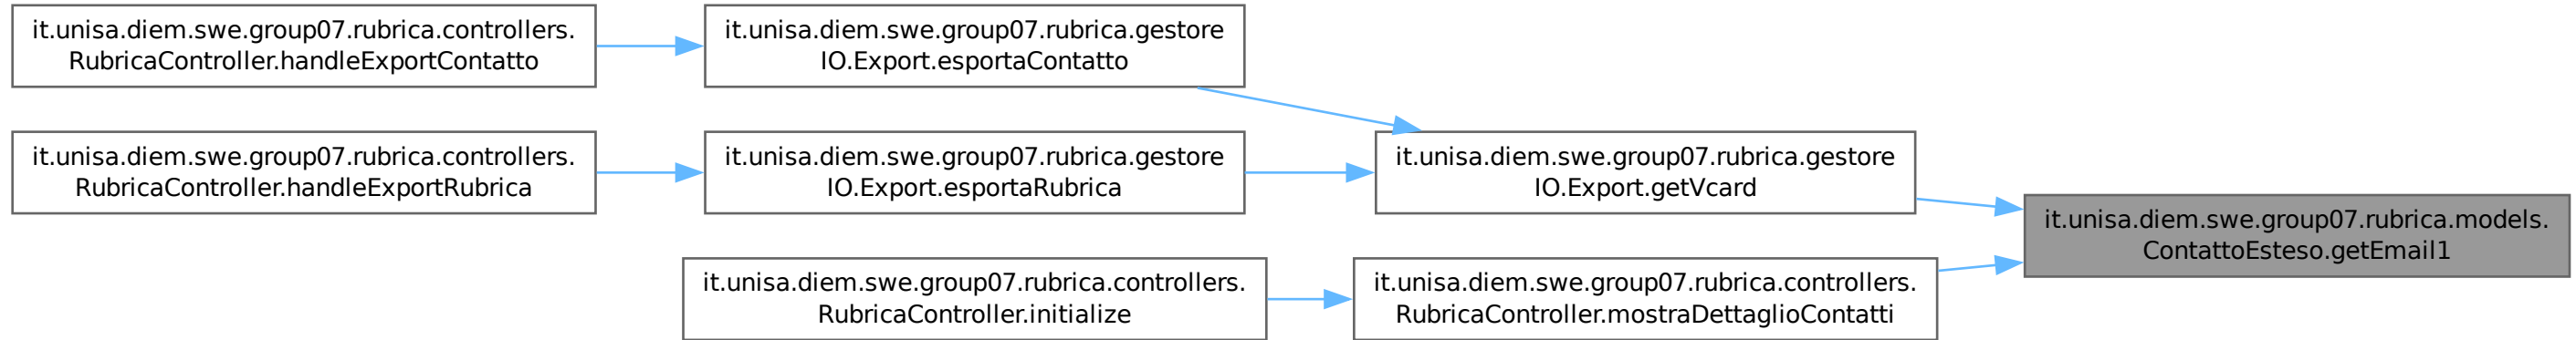 it.unisa.diem.swe.group07.rubrica.controllers.
RubricaController.handleExportContatto
it.unisa.diem.swe.group07.rubrica.gestore
IO.Export.esportaContatto
it.unisa.diem.swe.group07.rubrica.controllers.
RubricaController.handleExportRubrica
it.unisa.diem.swe.group07.rubrica.gestore
IO.Export.esportaRubrica
it.unisa.diem.swe.group07.rubrica.gestore
IO.Export.getVcard
it.unisa.diem.swe.group07.rubrica.models.
ContattoEsteso.getEmail1
it.unisa.diem.swe.group07.rubrica.controllers.
RubricaController.initialize
it.unisa.diem.swe.group07.rubrica.controllers.
RubricaController.mostraDettaglioContatti